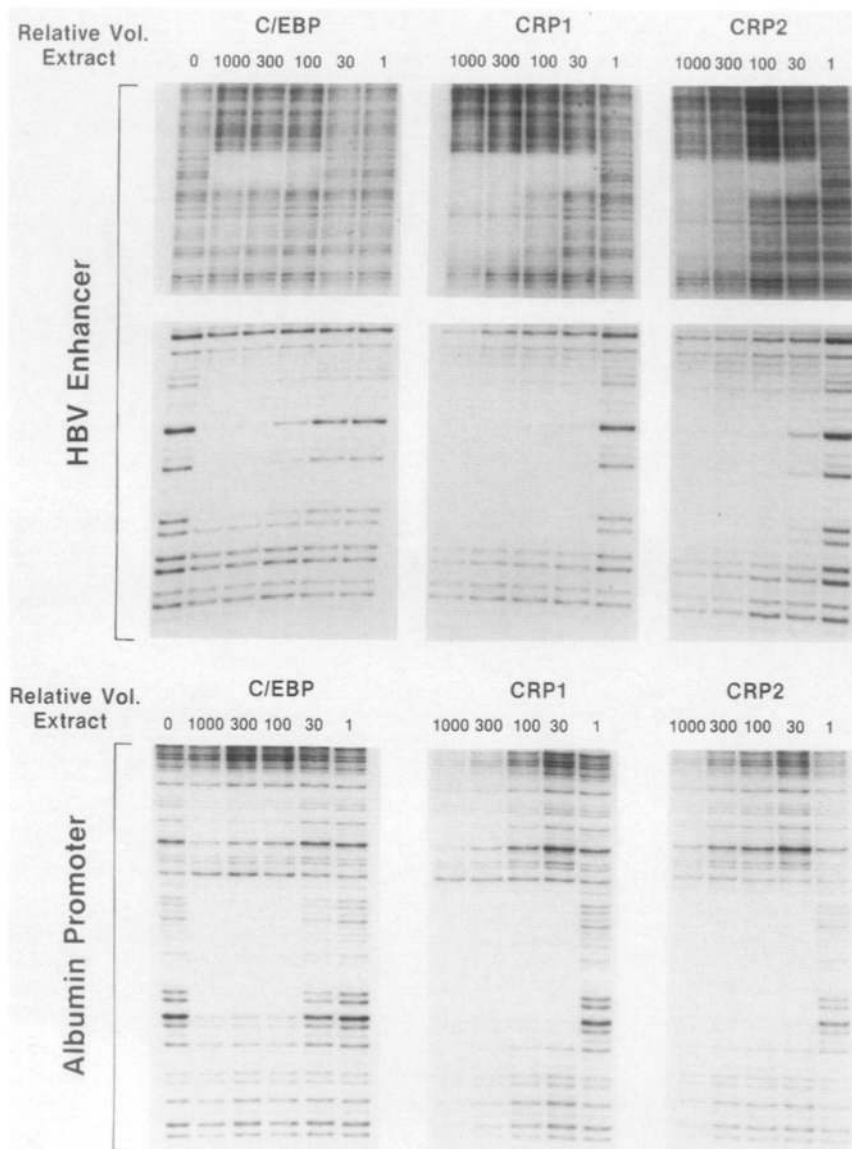 C/EBP CRP1 CRP2
Relative Vol.
Extract
0 1000 300 100 30 1 1000 300 100 30 1 1000 300 100 30 1
HBV Enhancer
C/EBP CRP1 CRP2
Relative Vol.
Extract
0 1000 300 100 30 1 1000 300 100 30 1 1000 300 100 30 1
Albumin Promoter